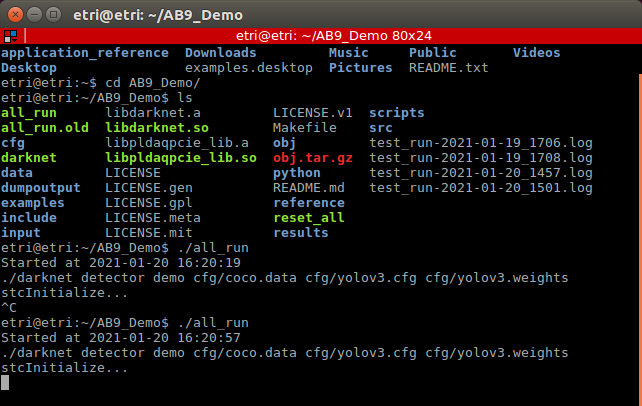 etri@etri: ~/AB9_Demo
etri@etri: ~/AB9_Demo 80x24
application_reference Downloads Music Public Videos
Desktop examples.desktop Pictures README.txt
etri@etri:~$ cd AB9_Demo/
etri@etri:~/AB9_Demo$ ls
all_run libdarknet.a LICENSE.v1 scripts
all_run.old libdarknet.so Makefile src
cfg libpldaqpcie_lib.a obj test_run-2021-01-19_1706.log
darknet libpldaqpcie_lib.so obj.tar.gz test_run-2021-01-19_1708.log
data LICENSE python test_run-2021-01-20_1457.log
dumpoutput LICENSE.gen README.md test_run-2021-01-20_1501.log
examples LICENSE.gpl reference
include LICENSE.meta reset_all
input LICENSE.mit results
etri@etri:~/AB9_Demo$ ./all_run
Started at 2021-01-20 16:20:19
./darknet detector demo cfg/coco.data cfg/yolov3.cfg cfg/yolov3.weights
stcInitialize...
^C
etri@etri:~/AB9_Demo$ ./all_run
Started at 2021-01-20 16:20:57
./darknet detector demo cfg/coco.data cfg/yolov3.cfg cfg/yolov3.weights
stcInitialize...